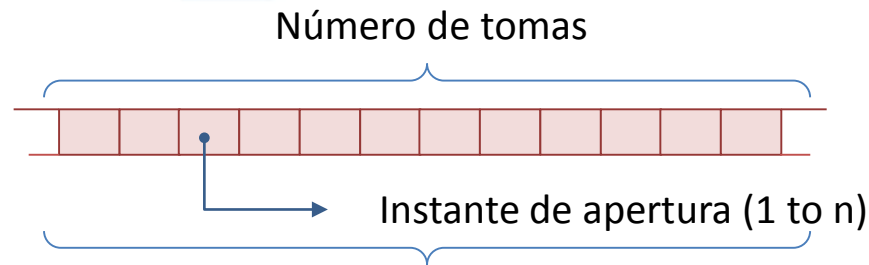 Número de tomas
Instante de apertura (1 to n)